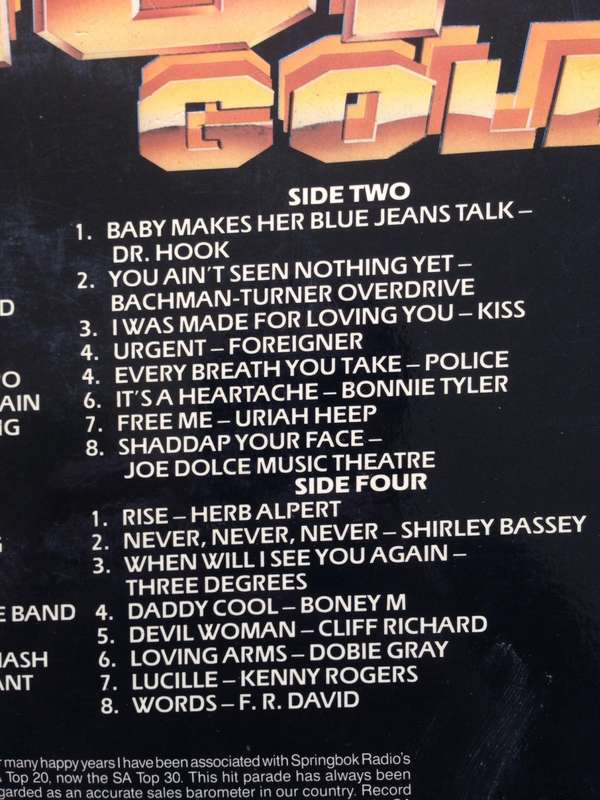 GOLD
SIDE TWO
1. BABY MAKES HER BLUE JEANS TALK –
DR. HOOK
2. YOU AIN'T SEEN NOTHING YET –
BACHMAN-TURNER OVERDRIVE
3. I WAS MADE FOR LOVING YOU – KISS
4. URGENT – FOREIGNER
4. EVERY BREATH YOU TAKE – POLICE
6. IT'S A HEARTACHE – BONNIE TYLER
7. FREE ME – URIAH HEEP
8. SHADDAP YOUR FACE –
JOE DOLCE MUSIC THEATRE
SIDE FOUR
1. RISE – HERB ALPERT
2. NEVER, NEVER, NEVER – SHIRLEY BASSEY
3. WHEN WILL I SEE YOU AGAIN –
THREE DEGREES
E BAND
4. DADDY COOL – BONEY M
5. DEVIL WOMAN – CLIFF RICHARD
6. LOVING ARMS – DOBIE GRAY
7. LUCILLE – KENNY ROGERS
8. WORDS – F. R. DAVID
many happy years I have been associated with Springbok Radio's
Top 20, now the SA Top 30. This hit parade has always been
garded as an accurate sales barometer in our country. Record